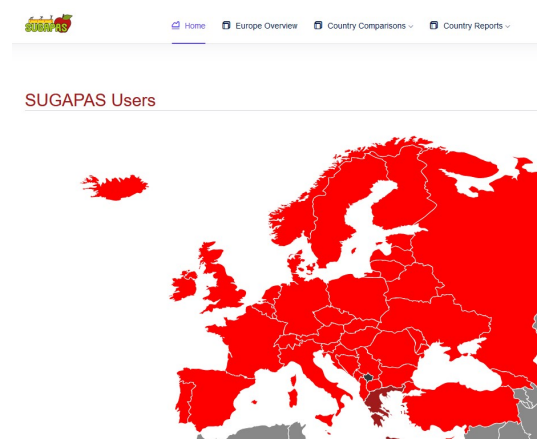 SUGAPAS
Home
Europe Overview
Country Comparisons
Country Reports
SUGAPAS Users